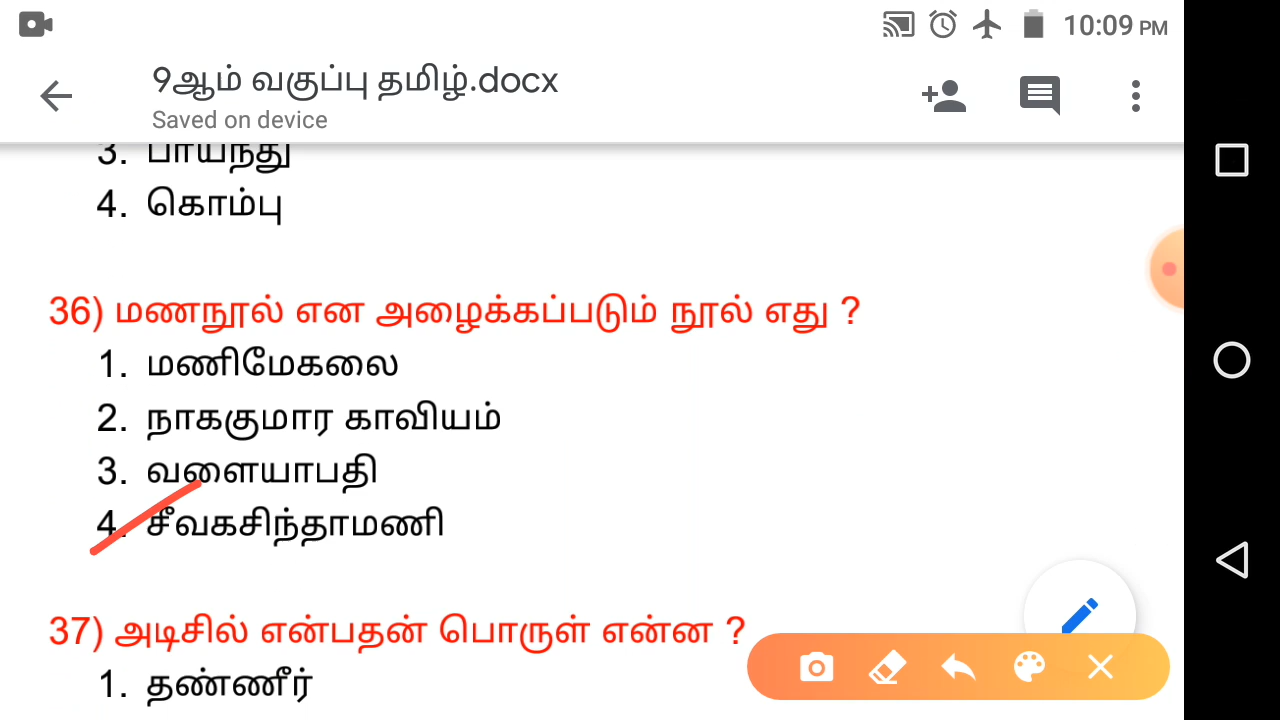 10:09 PM
9ஆம் வகுப்பு தமிழ்.docx
Saved on device
3. பாய்ந்து
4. கொம்பு
36) மணநூல் என அழைக்கப்படும் நூல் எது ?
1. மணிமேகலை
2. நாககுமார காவியம்
3. வளையாபதி
4. சீவகசிந்தாமணி
37) அடிசில் என்பதன் பொருள் என்ன ?
1. தண்ணீர்